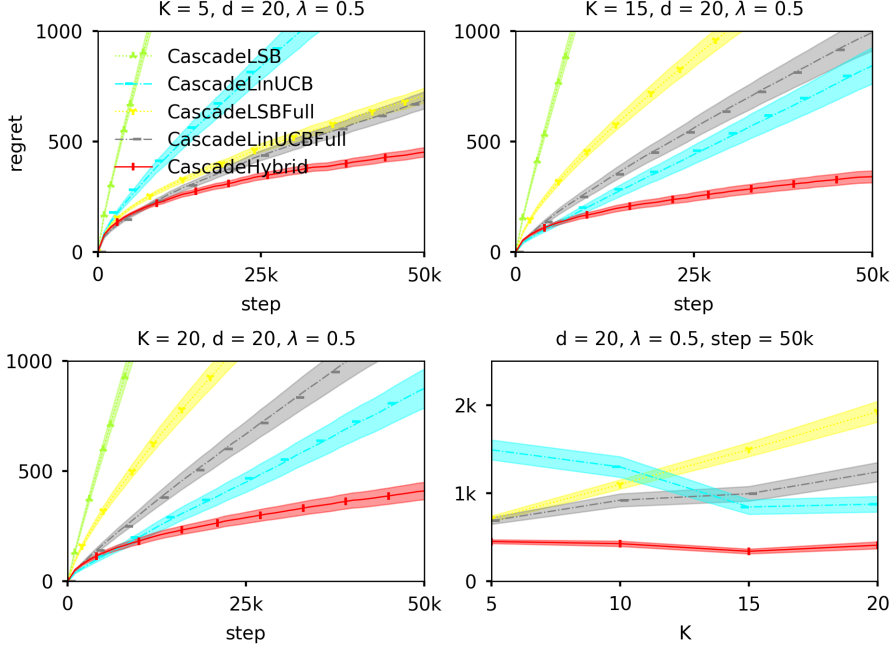 K = 5, d = 20, λ = 0.5
1000
500
0
regret
CascadeLSB
CascadeLinUCB
CascadeLSBFull
CascadeLinUCBFull
CascadeHybrid
0
25k
50k
step
K = 15, d = 20, λ = 0.5
1000
500
0
0
25k
50k
step
K = 20, d = 20, λ = 0.5
1000
500
0
0
25k
50k
step
d = 20, λ = 0.5, step = 50k
2k
1k
0
5
10
15
20
K